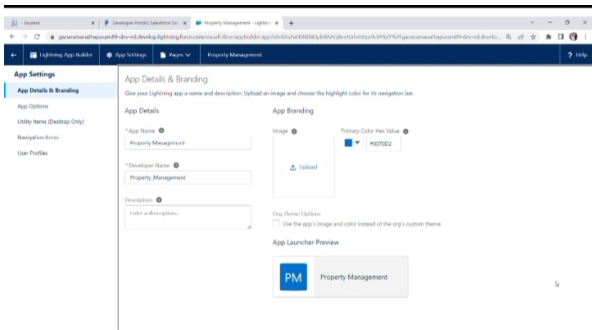 Student
Developer Portal | Salesforce De
Property Management - Lightni
Lightning App Builder
App Settings
Pages
Property Management
? Help
App Settings
App Details & Branding
App Options
Utility Items (Desktop Only)
Navigation Items
User Profiles
App Details & Branding
Give your Lightning app a name and description. Upload an image and choose the highlight color for its navigation bar.
App Details
*App Name
Property Management
*Developer Name
Property_Management
Description
Enter a description...
App Branding
Image
Upload
Primary Color Hex Value
#0070D2
Org Theme Options
Use the app's image and color instead of the org's custom theme
App Launcher Preview
PM
Property Management